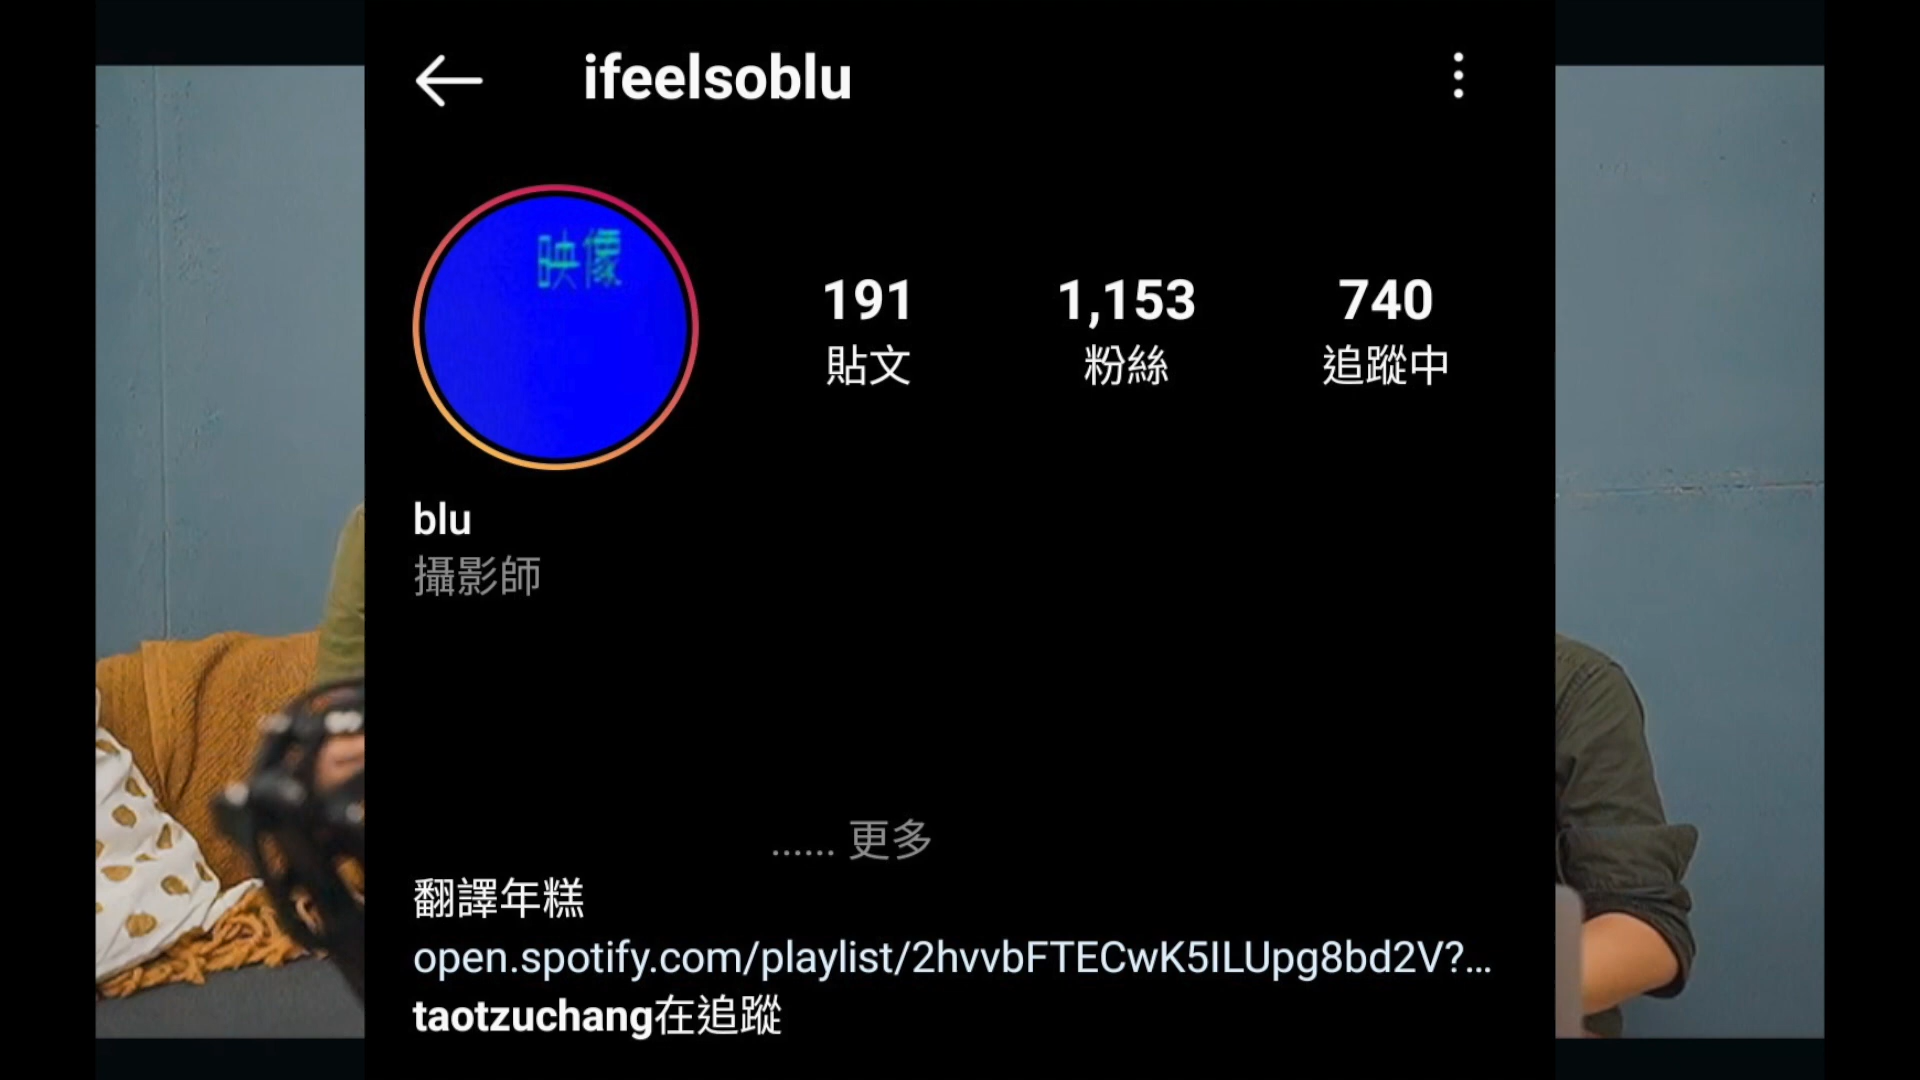 ifeelsoblu
映像
191
貼文
1,153
粉絲
740
追蹤中
blu
攝影師
...... 更多
翻譯年糕
open.spotify.com/playlist/2hvvbFTECwK5ILUpg8bd2V?...
taotzuchang在追蹤